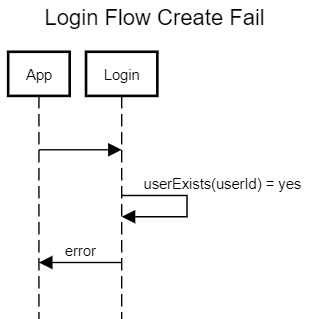 Login Flow Create Fail
App
Login
userExists(userId) = yes
error